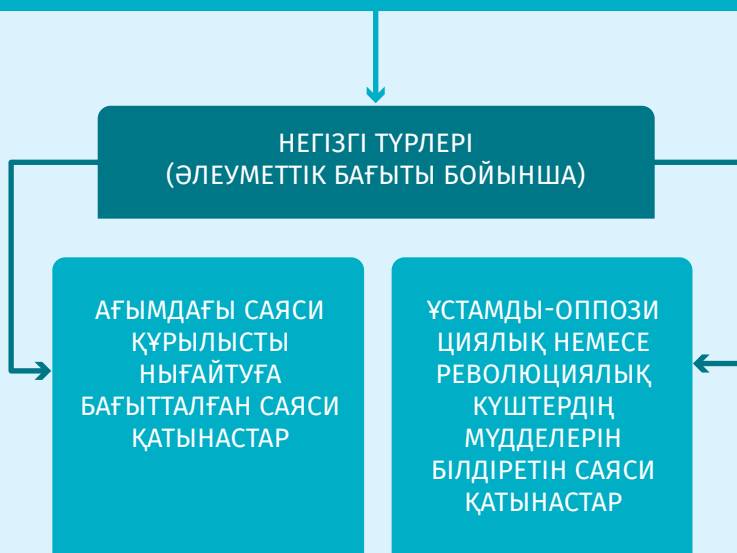 НЕГІЗГІ ТҮРЛЕРІ
(ӘЛЕУМЕТТІК БАҒЫТЫ БОЙЫНША)
АҒЫМДАҒЫ САЯСИ
ҚҰРЫЛЫСТЫ
НЫҒАЙТУҒА
БАҒЫТТАЛҒАН САЯСИ
ҚАТЫНАСТАР
ҰСТАМДЫ-ОППОЗИ
ЦИЯЛЫҚ НЕМЕСЕ
РЕВОЛЮЦИЯЛЫҚ
КҮШТЕРДІҢ
МҮДДЕЛЕРІН
БІЛДІРЕТІН САЯСИ
ҚАТЫНАСТАР